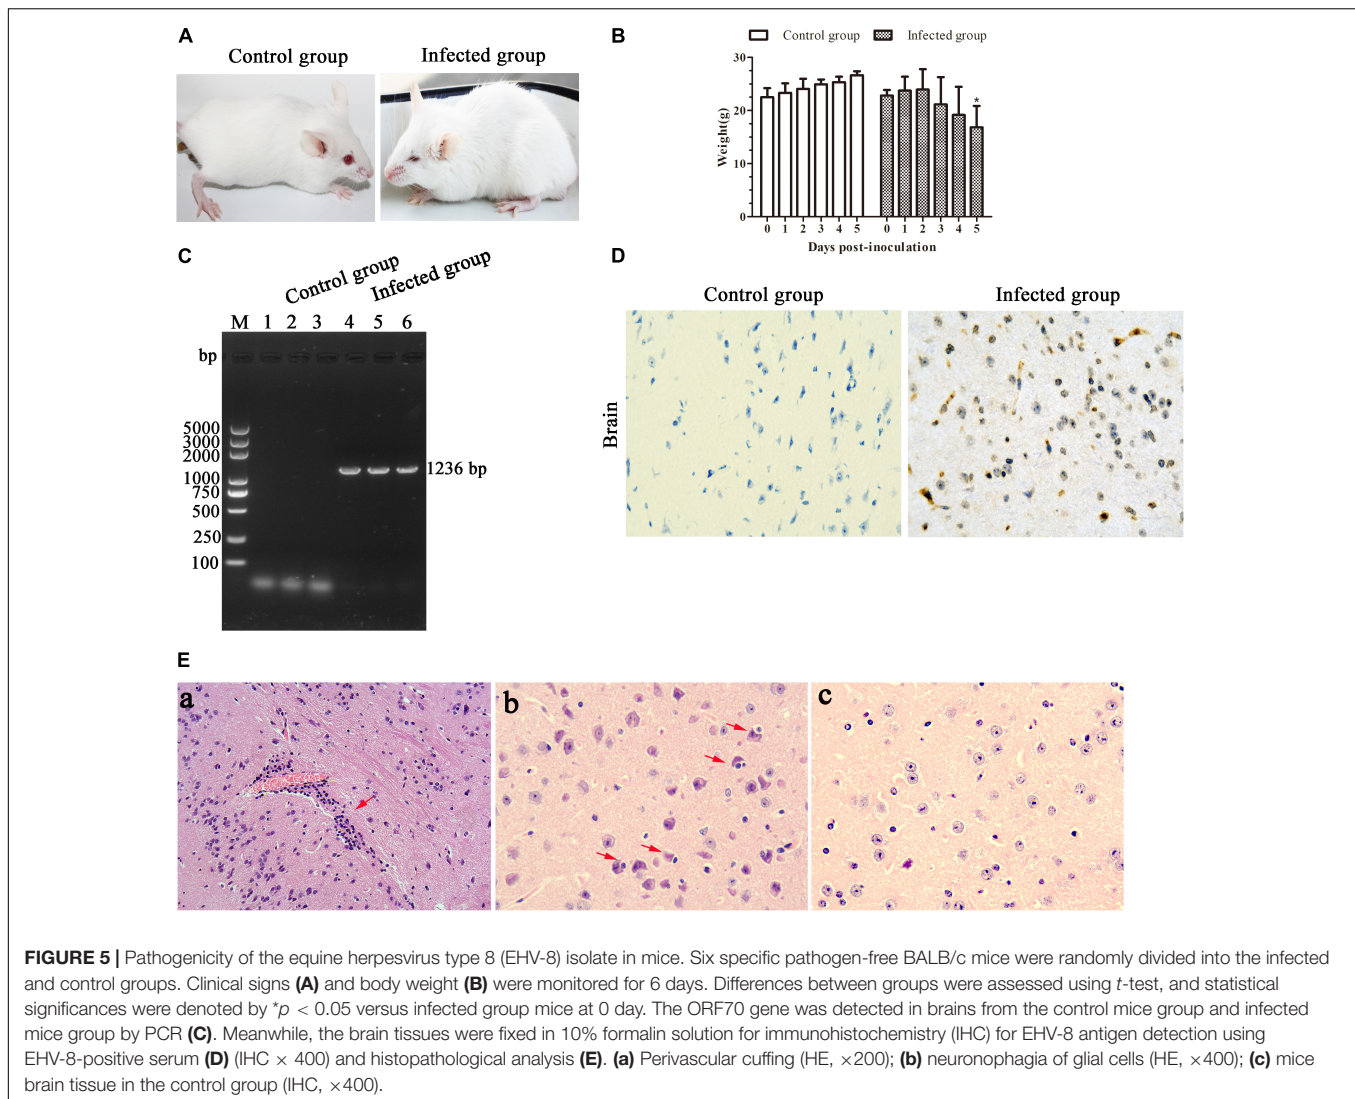 A
Control group
Infected group
B
Control group
Infected group
30
20
10
0
Weight(g)
*
0 1 2 3 4 5 0 1 2 3 4 5
Days post-inoculation
C
Control group
Infected group
M 1 2 3 4 5 6
bp
5000
3000
2000
1000
750
500
250
100
1236 bp
D
Control group
Infected group
Brain
E
a
b
c
FIGURE 5 | Pathogenicity of the equine herpesvirus type 8 (EHV-8) isolate in mice. Six specific pathogen-free BALB/c mice were randomly divided into the infected
and control groups. Clinical signs (A) and body weight (B) were monitored for 6 days. Differences between groups were assessed using t-test, and statistical
significances were denoted by *p < 0.05 versus infected group mice at 0 day. The ORF70 gene was detected in brains from the control mice group and infected
mice group by PCR (C). Meanwhile, the brain tissues were fixed in 10% formalin solution for immunohistochemistry (IHC) for EHV-8 antigen detection using
EHV-8-positive serum (D) (IHC × 400) and histopathological analysis (E). (a) Perivascular cuffing (HE, ×200); (b) neuronophagia of glial cells (HE, ×400); (c) mice
brain tissue in the control group (IHC, ×400).